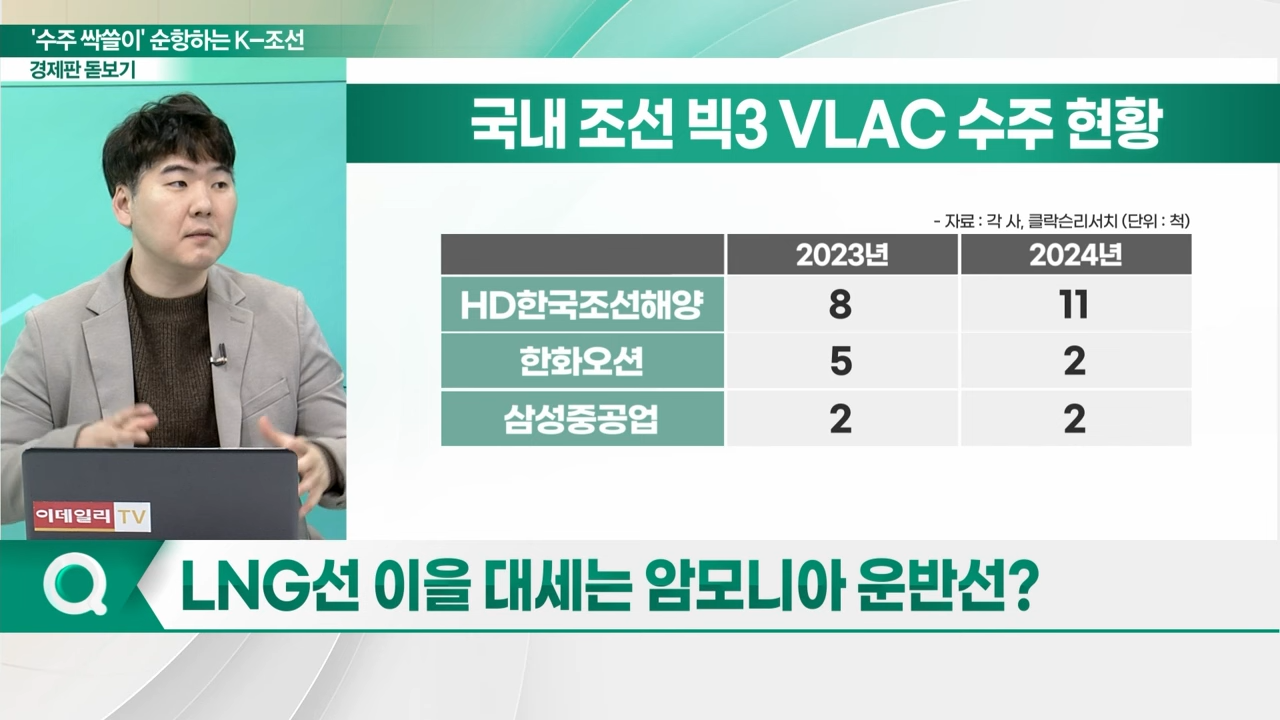 '수주 싹쓸이' 순항하는 K-조선
경제판 돋보기
국내 조선 빅3 VLAC 수주 현황
- 자료 : 각 사, 클락슨리서치 (단위 : 척)
2023년 2024년
HD한국조선해양 8 11
한화오션 5 2
삼성중공업 2 2
이데일리 TV
LNG선 이을 대세는 암모니아 운반선?